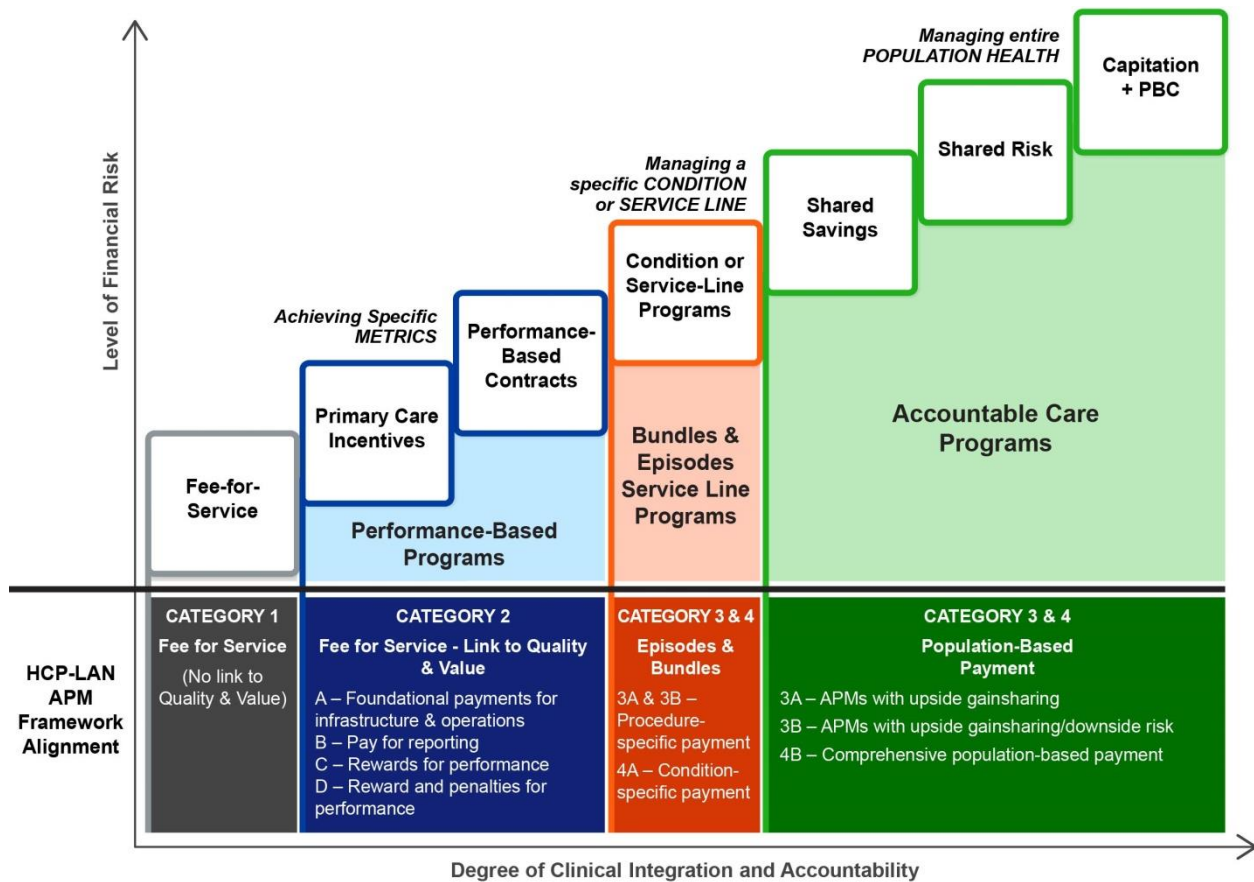 Level of Financial Risk
Fee-for-
Service
Achieving Specific
METRICS
Primary Care
Incentives
Performance-
Based
Contracts
Performance-Based
Programs
Managing a
specific CONDITION
or SERVICE LINE
Condition or
Service-Line
Programs
Bundles &
Episodes
Service Line
Programs
Managing entire
POPULATION HEALTH
Shared
Savings
Shared Risk
Capitation
+ PBC
Accountable Care
Programs
HCP-LAN
APM
Framework
Alignment
CATEGORY 1
Fee for Service
(No link to
Quality & Value)
CATEGORY 2
Fee for Service - Link to Quality
& Value
A – Foundational payments for
infrastructure & operations
B – Pay for reporting
C – Rewards for performance
D – Reward and penalties for
performance
CATEGORY 3 & 4
Episodes
& Bundles
3A & 3B –
Procedure-
specific payment
4A – Condition-
specific payment
CATEGORY 3 & 4
Population-Based
Payment
3A – APMs with upside gainsharing
3B – APMs with upside gainsharing/downside risk
4B – Comprehensive population-based payment
Degree of Clinical Integration and Accountability